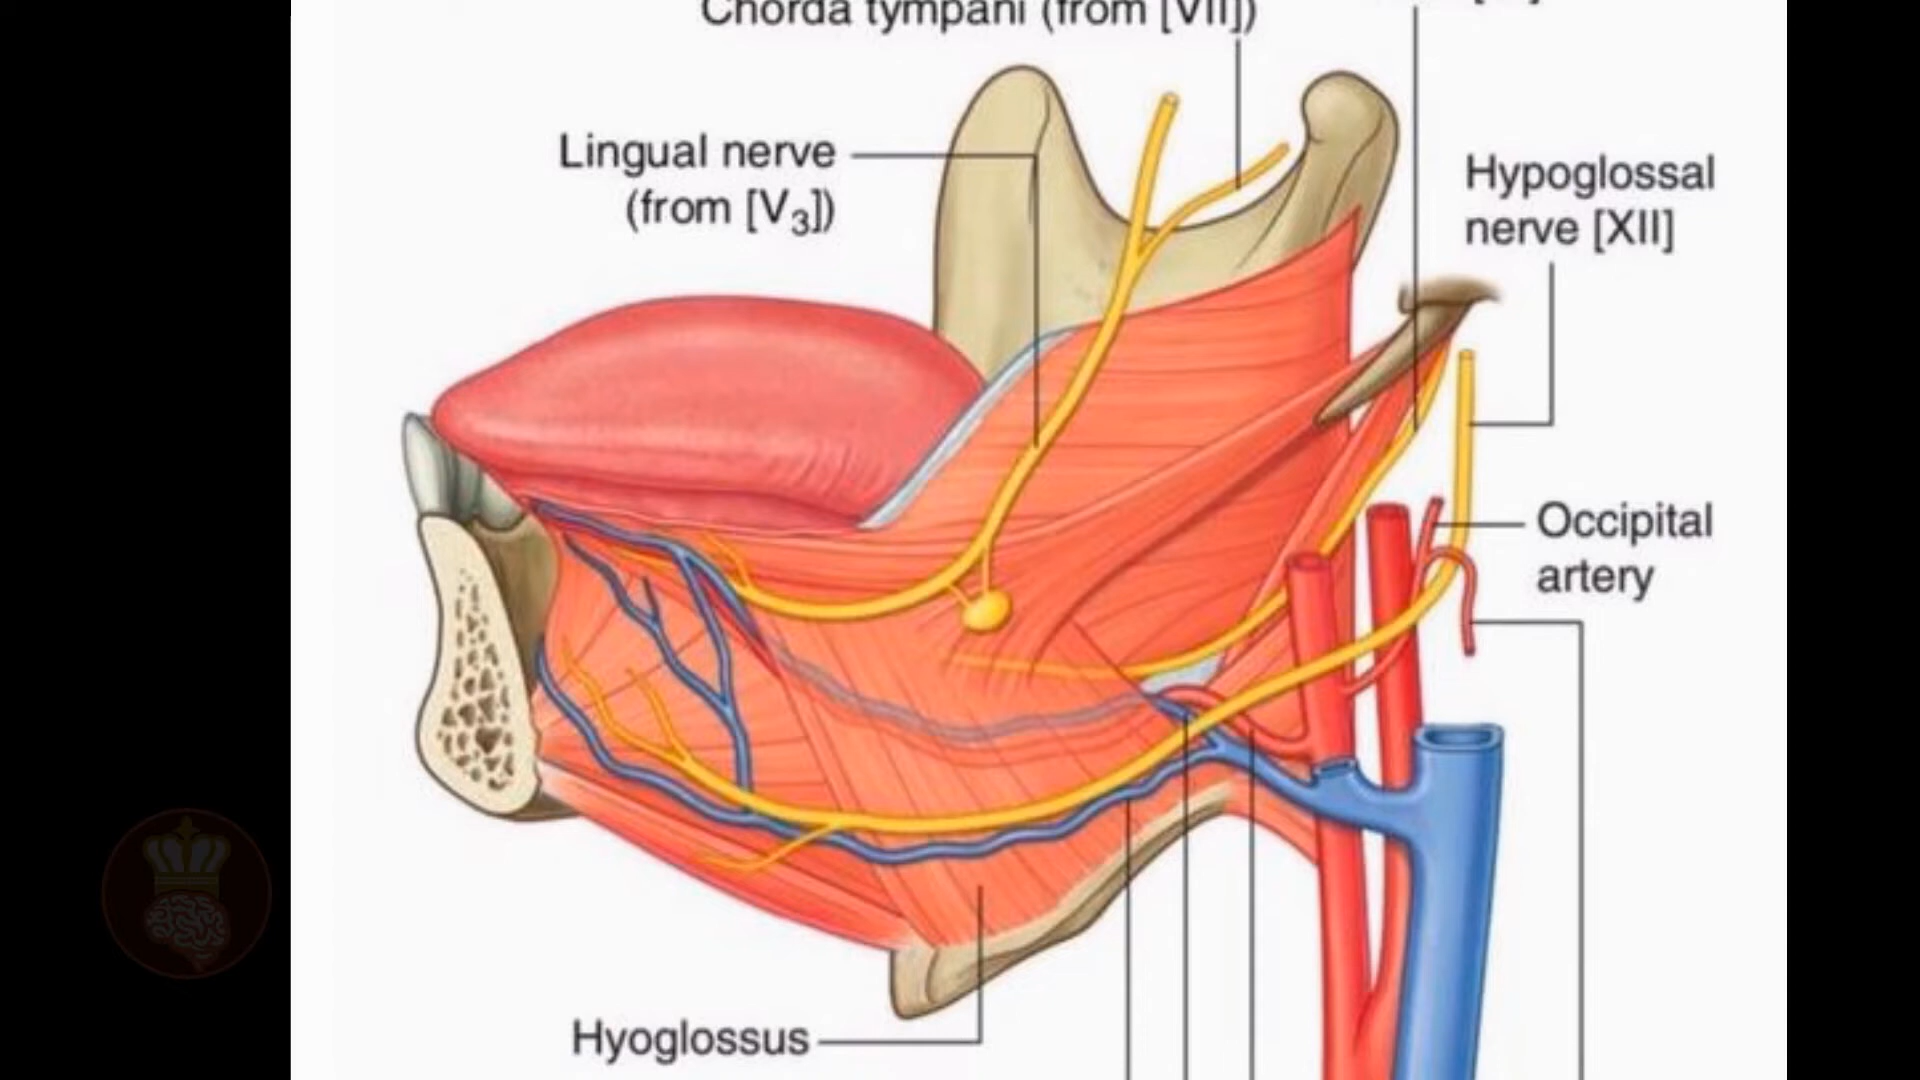 Chorda tympani (from [VII])
Lingual nerve
(from [V3])
Hypoglossal
nerve [XII]
Occipital
artery
Hyoglossus